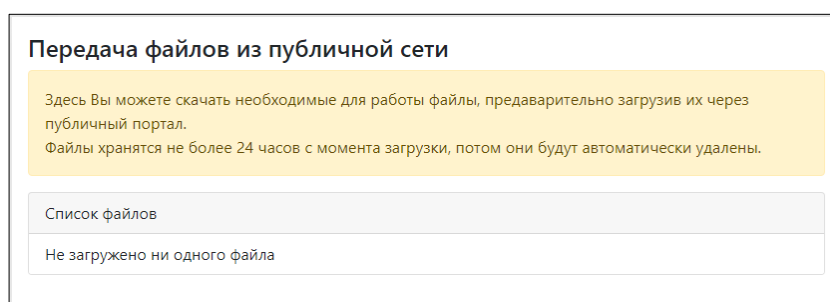 Передача файлов из публичной сети
Здесь Вы можете скачать необходимые для работы файлы, предаварительно загрузив их через
публичный портал.
Файлы хранятся не более 24 часов с момента загрузки, потом они будут автоматически удалены.
Список файлов
Не загружено ни одного файла